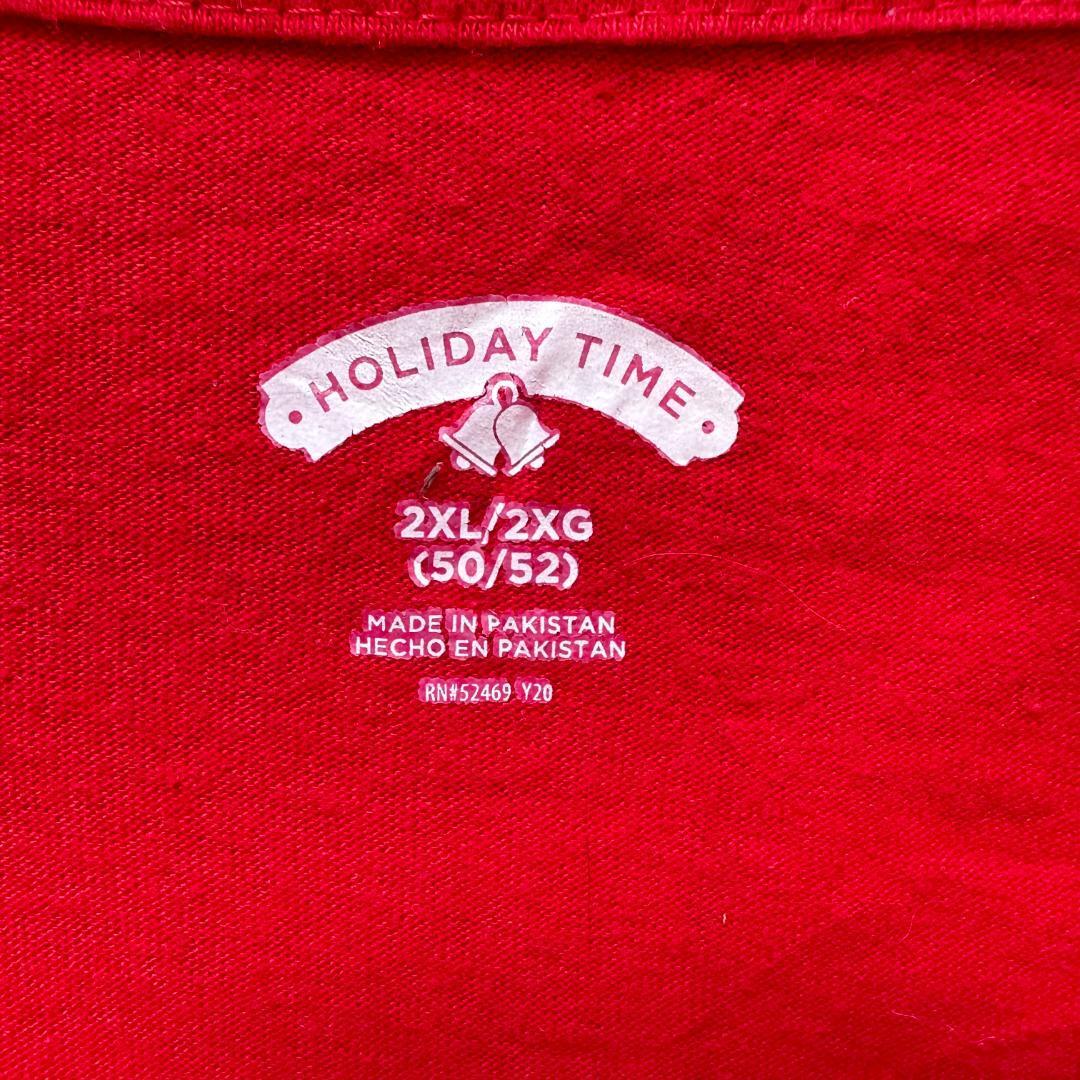 HOLIDAY TIME
2XL/2XG
(50/52)
MADE IN PAKISTAN
HECHO EN PAKISTAN
RN#52469 Y20